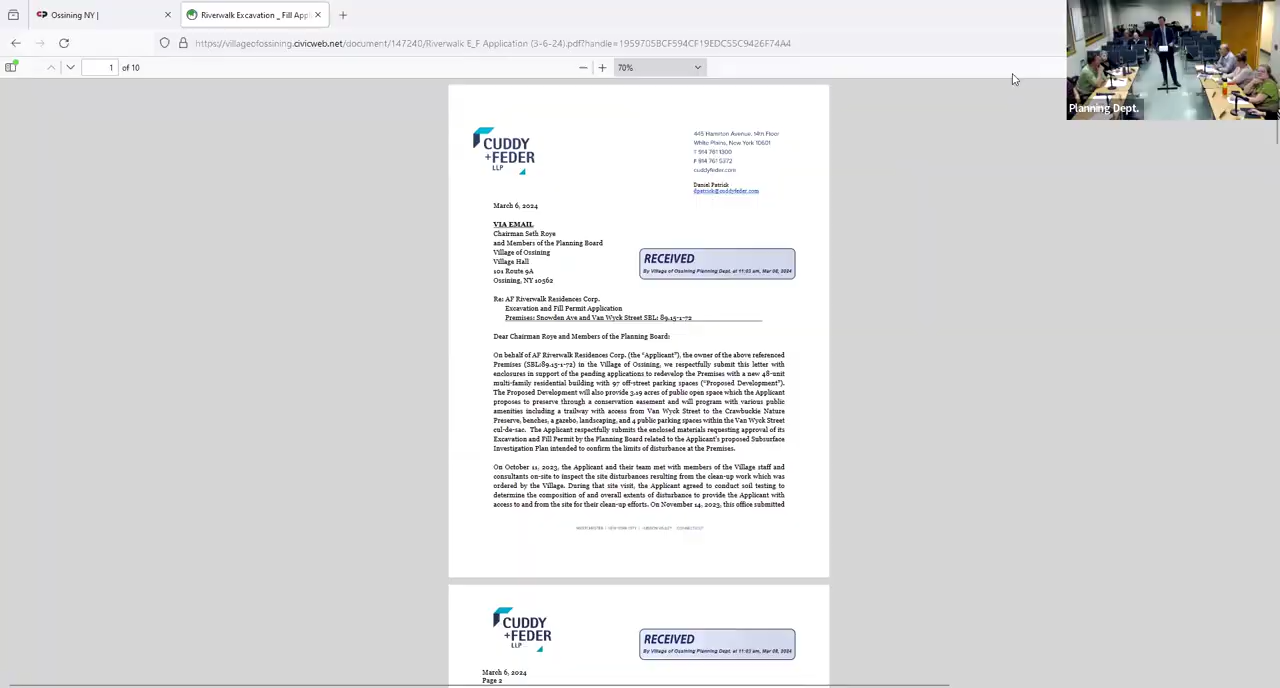 Ossining NY |
Riverwalk Excavation _ Fill App
https://villageofossining.civicweb.net/document/147240/Riverwalk E_F Application (3-6-24).pdf?handle=1959705BCF594CF19EDC55C9426F74A4
1 of 10
70%
Planning Dept.
CUDDY
+FEDER
LLP
445 Hamilton Avenue, 14th Floor
White Plains, New York 10601
T 914 761 1300
F 914 761 5372
cuddyfeder.com
Daniel Patrick
dpatrick@cuddyfeder.com
March 6, 2024
VIA EMAIL
Chairman Seth Roye
and Members of the Planning Board
Village of Ossining
Village Hall
101 Route 9A
Ossining, NY 10562
RECEIVED
By Village of Ossining Planning Dept. at 11:03 am, Mar 08, 2024
Re: AF Riverwalk Residences Corp.
Excavation and Fill Permit Application
Premises: Snowden Ave and Van Wyck Street SBL: 89.15-1-72
Dear Chairman Roye and Members of the Planning Board:
On behalf of AF Riverwalk Residences Corp. (the "Applicant"), the owner of the above referenced
Premises (SBL:89.15-1-72) in the Village of Ossining, we respectfully submit this letter with
enclosures in support of the pending applications to redevelop the Premises with a new 48-unit
multi-family residential building with 97 off-street parking spaces ("Proposed Development").
The Proposed Development will also provide 3.19 acres of public open space which the Applicant
proposes to preserve through a conservation easement and will program with various public
amenities including a trailway with access from Van Wyck Street to the Crawbuckie Nature
Preserve, benches, a gazebo, landscaping, and 4 public parking spaces within the Van Wyck Street
cul-de-sac. The Applicant respectfully submits the enclosed materials requesting approval of its
Excavation and Fill Permit by the Planning Board related to the Applicant's proposed Subsurface
Investigation Plan intended to confirm the limits of disturbance at the Premises.
On October 11, 2023, the Applicant and their team met with members of the Village staff and
consultants on-site to inspect the site disturbances resulting from the clean-up work which was
ordered by the Village. During that site visit, the Applicant agreed to conduct soil testing to
determine the composition of and overall extents of disturbance to provide the Applicant with
access to and from the site for their clean-up efforts. On November 14, 2023, this office submitted
WESTCHESTER | NEW YORK CITY | HUDSON VALLEY | CONNECTICUT
CUDDY
+FEDER
LLP
RECEIVED
By Village of Ossining Planning Dept. at 11:03 am, Mar 08, 2024
March 6, 2024
Page 2